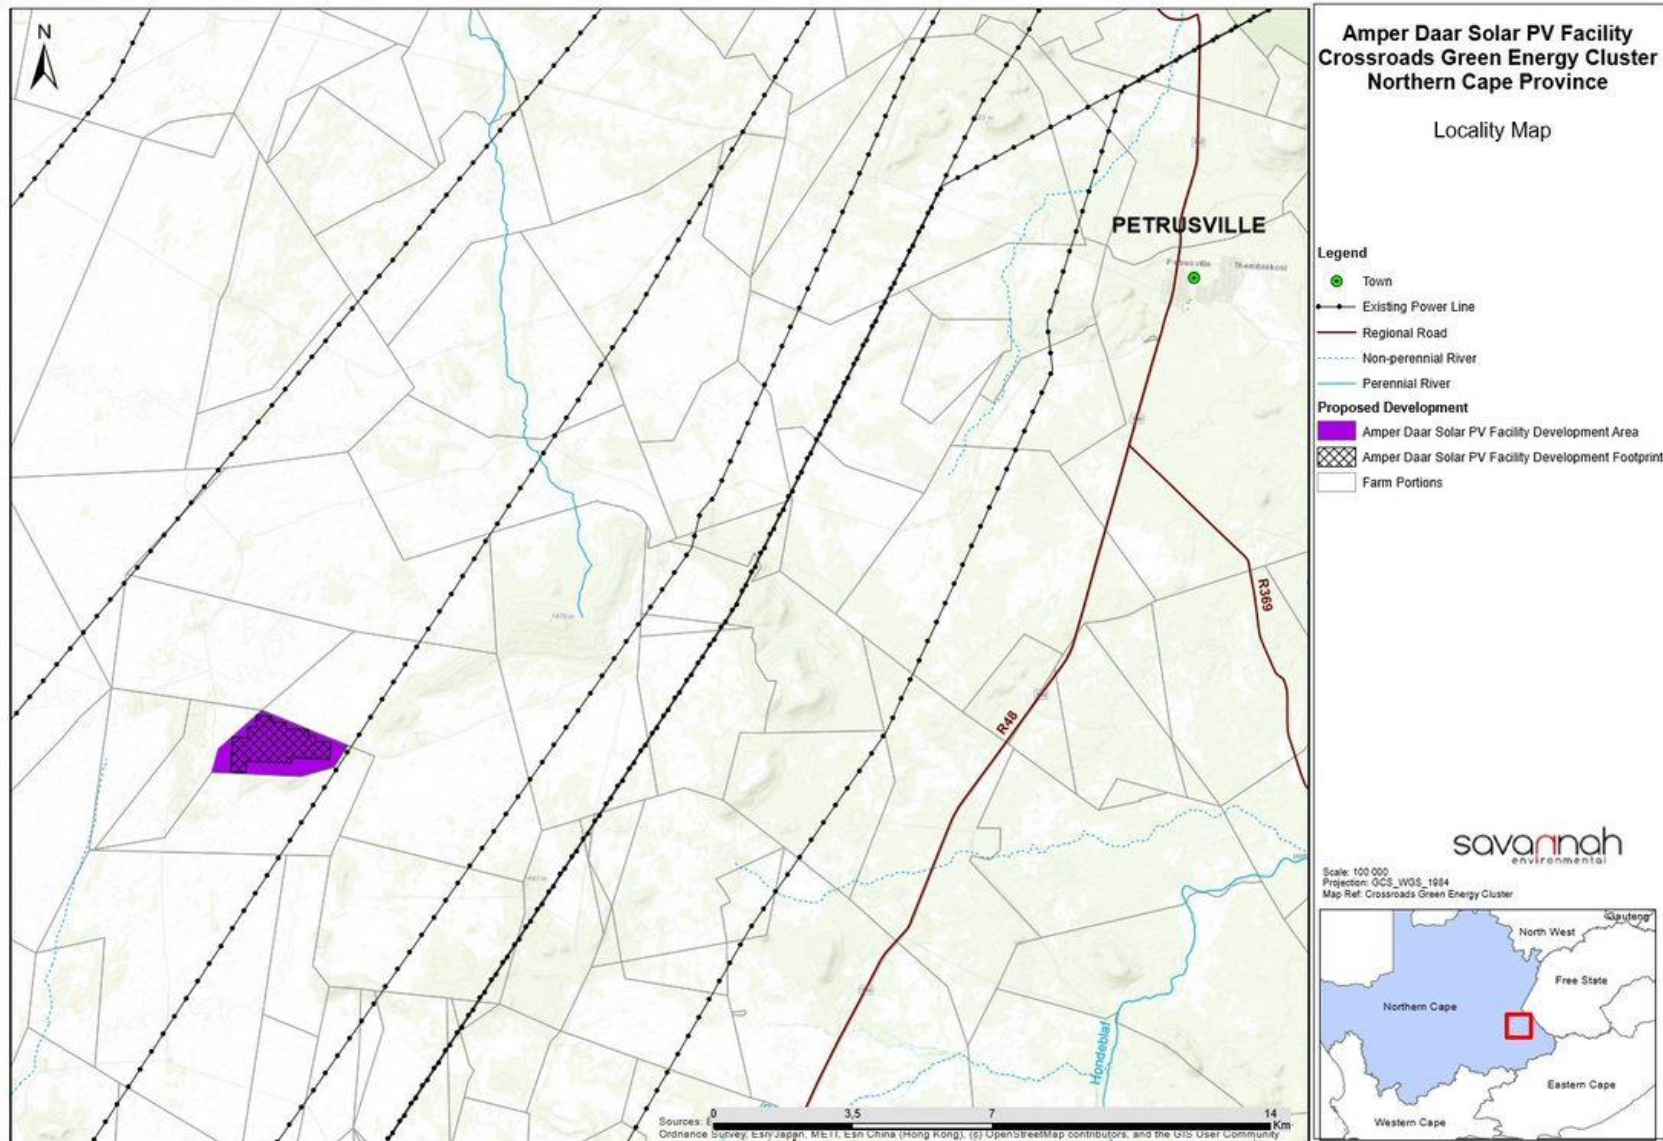 N
PETRUSVILLE
Petrusville
Thembinkosi
R369
R48
Hondeblaf
0 3,5 7 14
Km
Ordnance Survey, Esri Japan, METI, Esri China (Hong Kong), (c) OpenStreetMap contributors, and the GIS User Community
Amper Daar Solar PV Facility
Crossroads Green Energy Cluster
Northern Cape Province
Locality Map
Legend
Town
Existing Power Line
Regional Road
Non-perennial River
Perennial River
Proposed Development
Amper Daar Solar PV Facility Development Area
Amper Daar Solar PV Facility Development Footprint
Farm Portions
savannah
environmental
Scale: 100 000
Projection: GCS_WGS_1984
Map Ref: Crossroads Green Energy Cluster
Gauteng
North West
Free State
Northern Cape
Eastern Cape
Western Cape